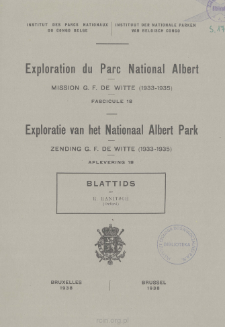 INSTITUT DES PARCS NATIONAUX
DU CONGO BELGE
INSTITUUT DER NATIONALE PARKEN
VAN BELGISCH CONGO
Exploration du Parc National Albert
MISSION G. F. DE WITTE (1933-1935)
FASCICULE 18
Exploratie van het Nationaal Albert Park
ZENDING G. F. DE WITTE (1933-1935)
AFLEVERING 18
BLATTIDS
BRUXELLES
1938
BRUSSEL
1938